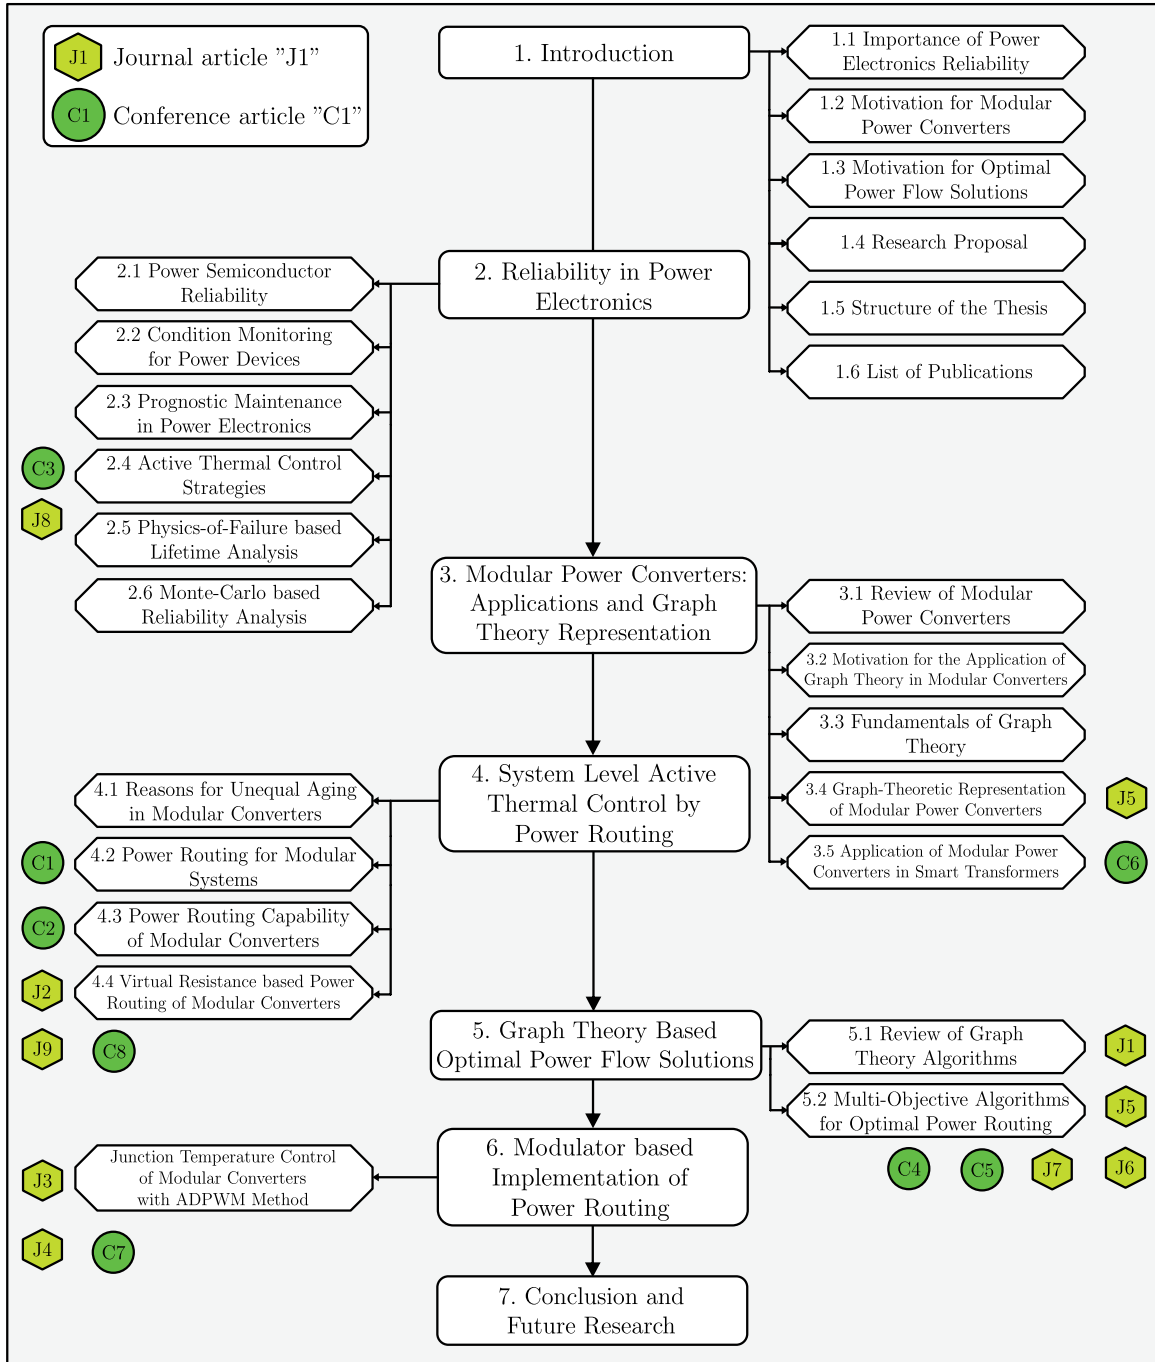 J1
Journal article ”J1”
C1
Conference article ”C1”
1. Introduction
1.1 Importance of Power
Electronics Reliability
1.2 Motivation for Modular
Power Converters
1.3 Motivation for Optimal
Power Flow Solutions
1.4 Research Proposal
1.5 Structure of the Thesis
1.6 List of Publications
2. Reliability in Power
Electronics
2.1 Power Semiconductor
Reliability
2.2 Condition Monitoring
for Power Devices
2.3 Prognostic Maintenance
in Power Electronics
C3
2.4 Active Thermal Control
Strategies
J8
2.5 Physics-of-Failure based
Lifetime Analysis
2.6 Monte-Carlo based
Reliability Analysis
3. Modular Power Converters:
Applications and Graph
Theory Representation
3.1 Review of Modular
Power Converters
3.2 Motivation for the Application of
Graph Theory in Modular Converters
3.3 Fundamentals of Graph
Theory
3.4 Graph-Theoretic Representation
of Modular Power Converters
J5
3.5 Application of Modular Power
Converters in Smart Transformers
C6
4. System Level Active
Thermal Control by
Power Routing
4.1 Reasons for Unequal Aging
in Modular Converters
C1
4.2 Power Routing for Modular
Systems
C2
4.3 Power Routing Capability
of Modular Converters
J2
4.4 Virtual Resistance based Power
Routing of Modular Converters
J9
C8
5. Graph Theory Based
Optimal Power Flow Solutions
5.1 Review of Graph
Theory Algorithms
J1
5.2 Multi-Objective Algorithms
for Optimal Power Routing
J5
C4
C5
J7
J6
6. Modulator based
Implementation of
Power Routing
J3
Junction Temperature Control
of Modular Converters
with ADPWM Method
J4
C7
7. Conclusion and
Future Research